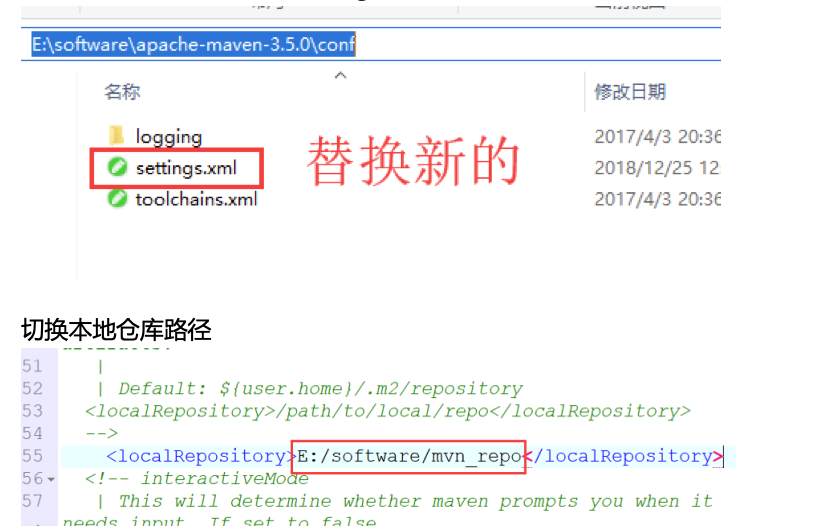 E:\software\apache-maven-3.5.0\conf
名称
修改日期
logging
2017/4/3 20:36
settings.xml
替换新的
2018/12/25 12:
toolchains.xml
2017/4/3 20:36
切换本地仓库路径
51 |
52 | Default: ${user.home}/.m2/repository
53 <localRepository>/path/to/local/repo</localRepository>
54 -->
55 <localRepository>E:/software/mvn_repo</localRepository>
56 <!-- interactiveMode
57 | This will determine whether maven prompts you when it
needs input. If set to false